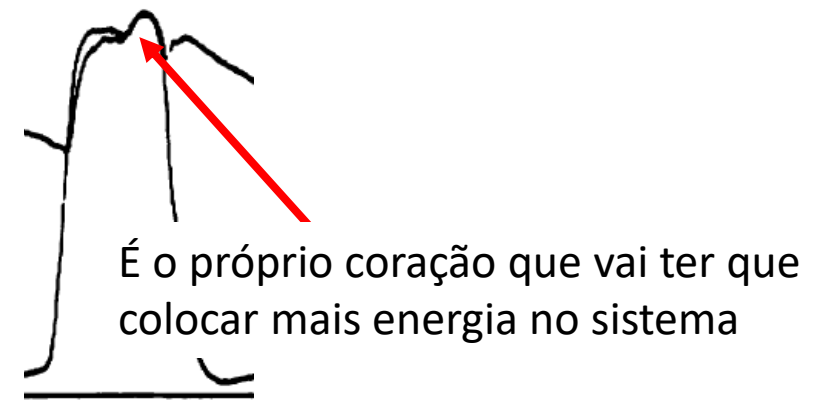 É o próprio coração que vai ter que
colocar mais energia no sistema